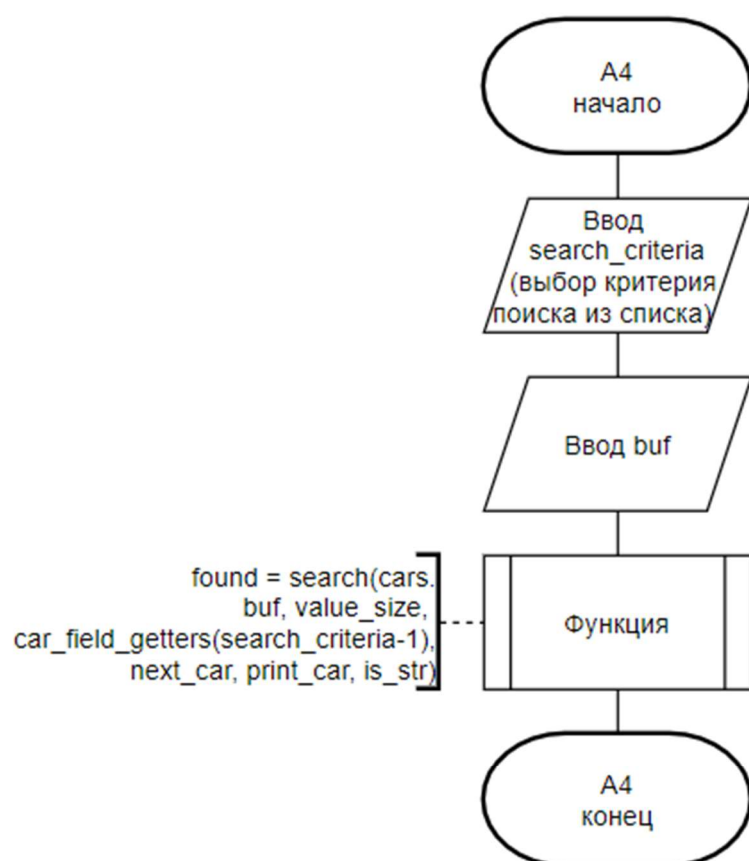 A4
начало
Ввод
search_criteria
(выбор критерия
поиска из списка)
Ввод buf
found = search(cars.
buf, value_size,
car_field_getters(search_criteria-1),
next_car, print_car, is_str)
Функция
A4
конец